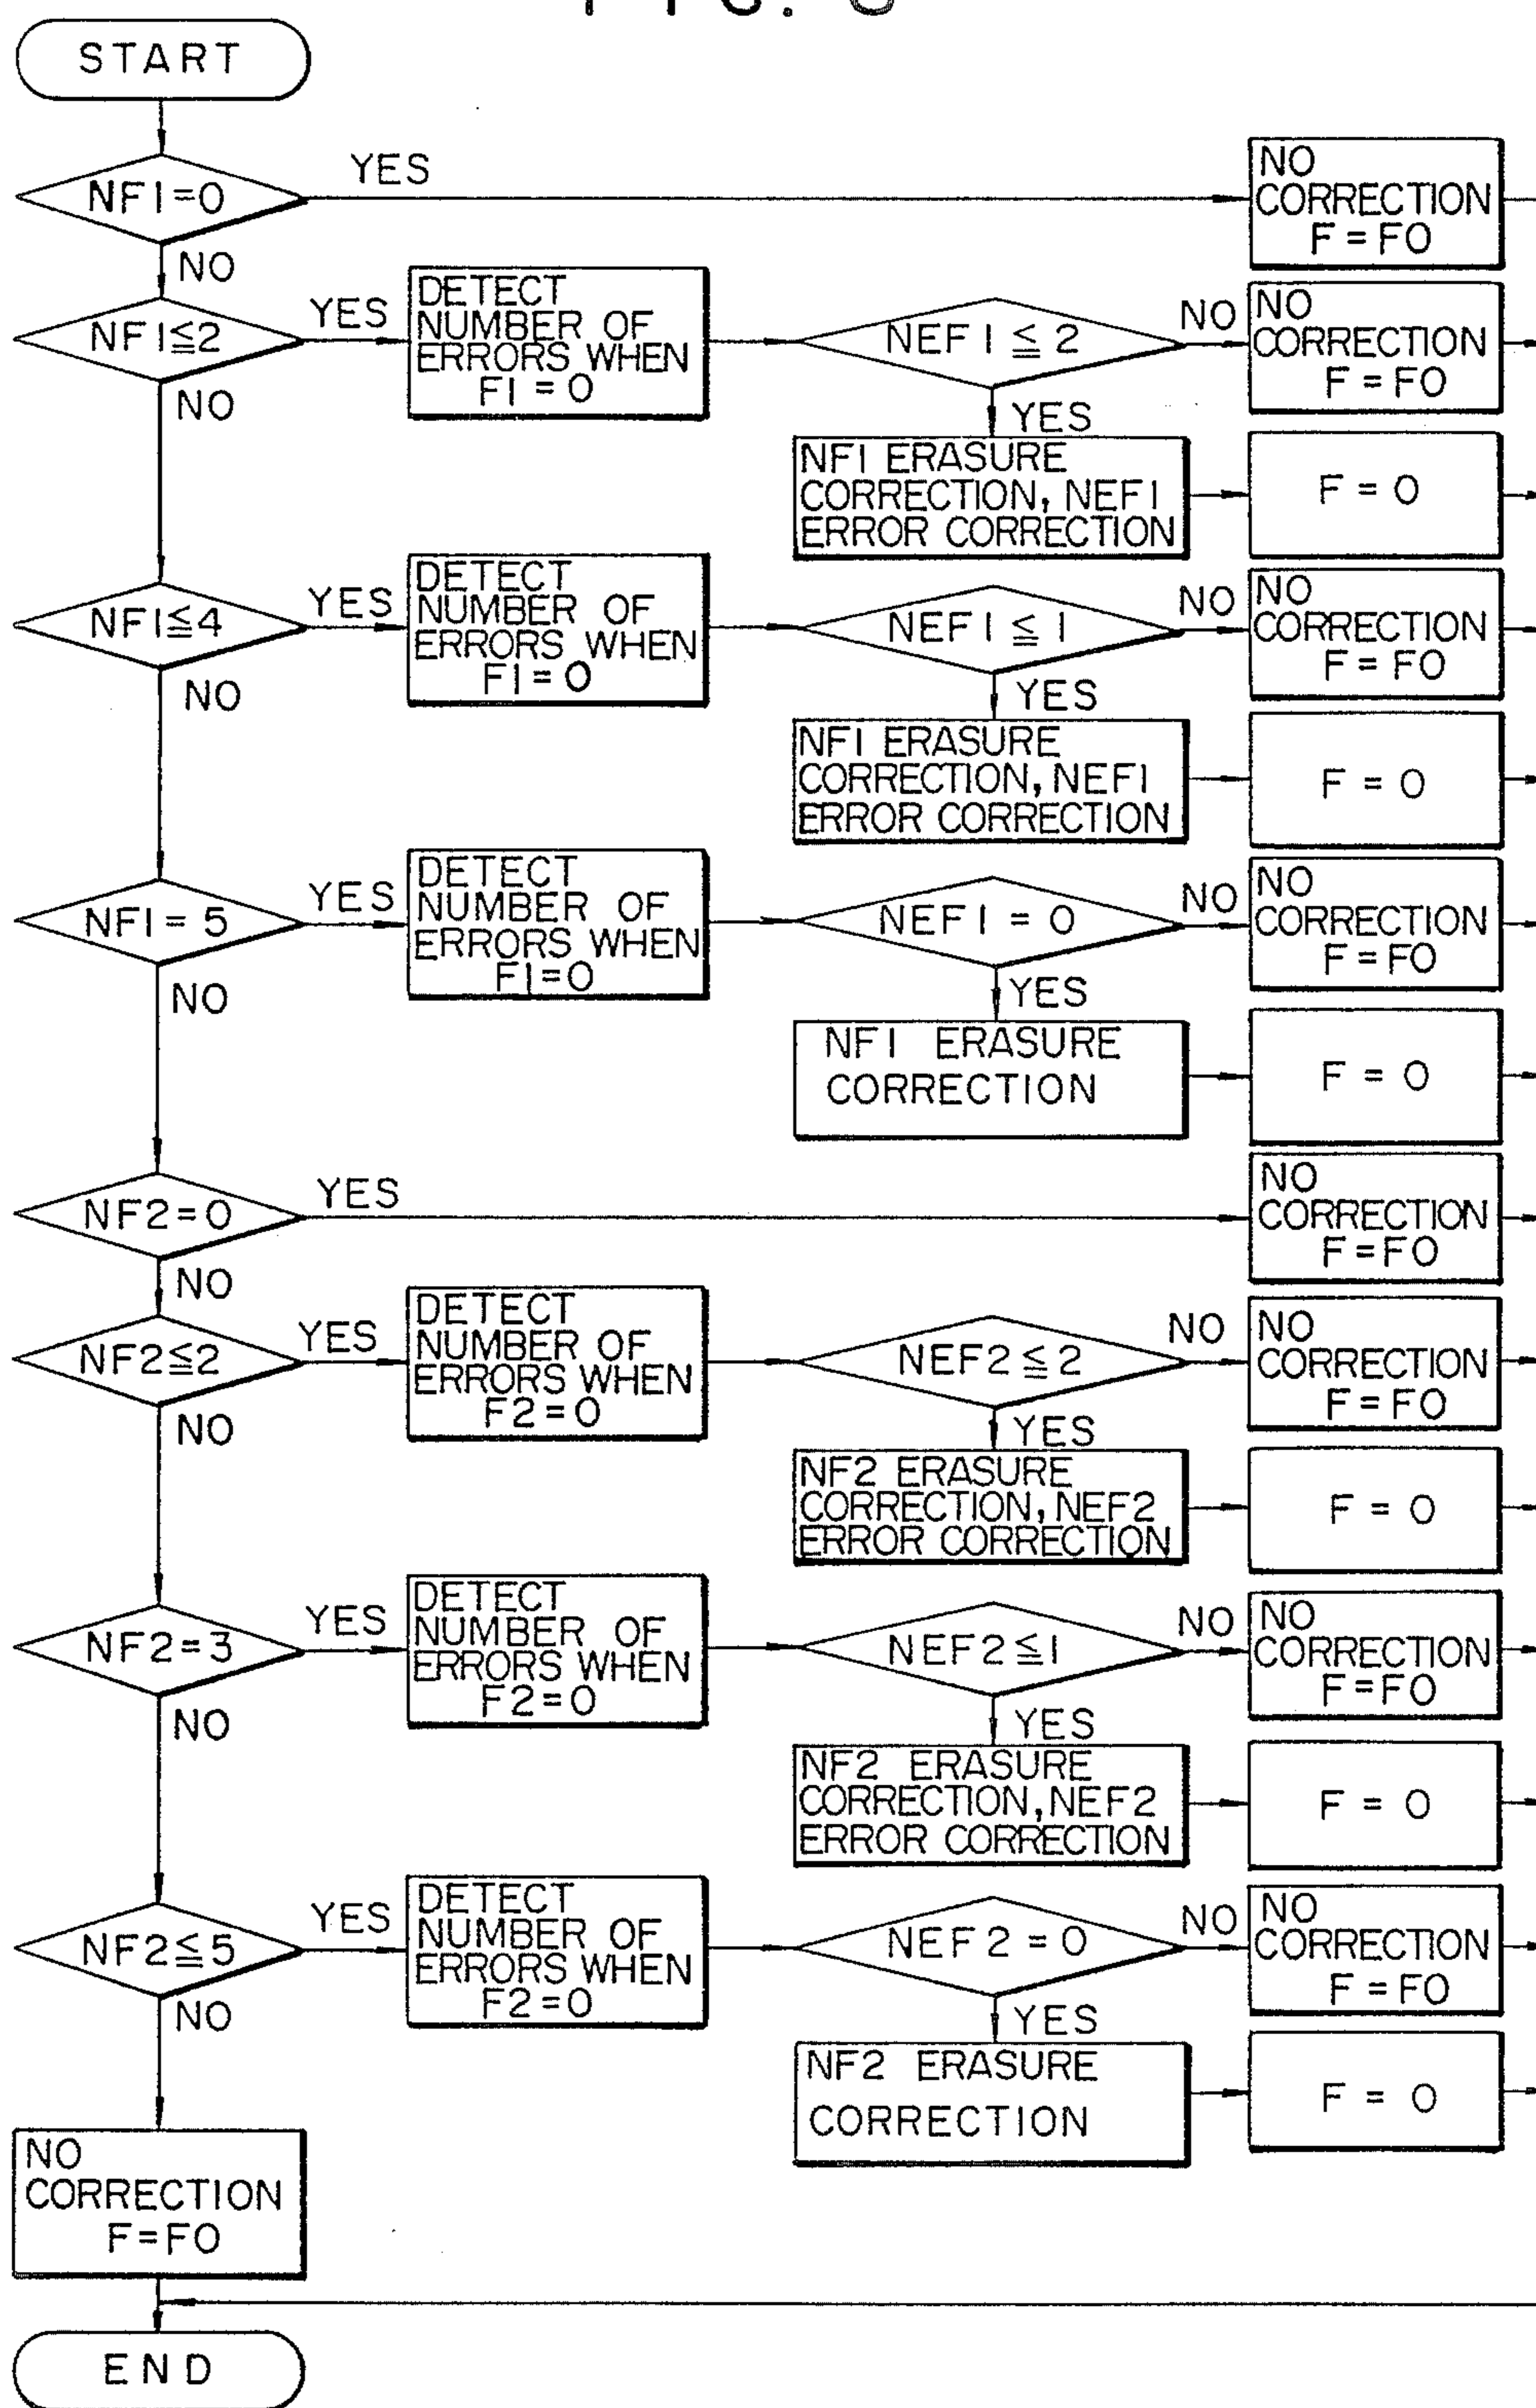 START
NF1=0
YES
NO
CORRECTION
F=F0
NO
NF1≦2
YES
DETECT
NUMBER OF
ERRORS WHEN
F1=0
NEF1≦2
NO
NO
CORRECTION
F=F0
YES
NF1 ERASURE
CORRECTION, NEF1
ERROR CORRECTION
F=0
NO
NF1≦4
YES
DETECT
NUMBER OF
ERRORS WHEN
F1=0
NEF1≦1
NO
NO
CORRECTION
F=F0
YES
NF1 ERASURE
CORRECTION, NEF1
ERROR CORRECTION
F=0
NO
NF1=5
YES
DETECT
NUMBER OF
ERRORS WHEN
F1=0
NEF1=0
NO
NO
CORRECTION
F=F0
YES
NF1 ERASURE
CORRECTION
F=0
NO
NF2=0
YES
NO
CORRECTION
F=F0
NO
NF2≦2
YES
DETECT
NUMBER OF
ERRORS WHEN
F2=0
NEF2≦2
NO
NO
CORRECTION
F=F0
YES
NF2 ERASURE
CORRECTION, NEF2
ERROR CORRECTION
F=0
NO
NF2=3
YES
DETECT
NUMBER OF
ERRORS WHEN
F2=0
NEF2≦1
NO
NO
CORRECTION
F=F0
YES
NF2 ERASURE
CORRECTION, NEF2
ERROR CORRECTION
F=0
NO
NF2≦5
YES
DETECT
NUMBER OF
ERRORS WHEN
F2=0
NEF2=0
NO
NO
CORRECTION
F=F0
YES
NF2 ERASURE
CORRECTION
F=0
NO
NO
CORRECTION
F=F0
END